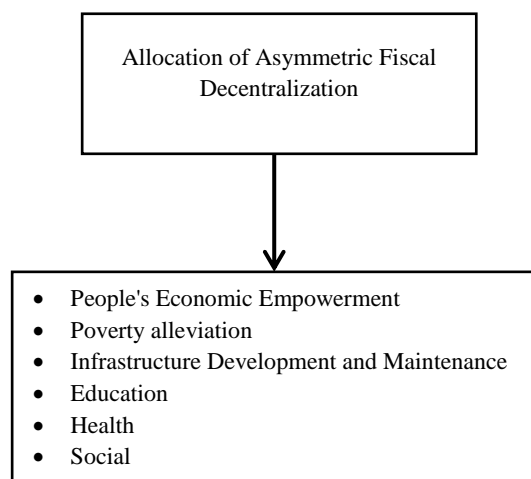 Allocation of Asymmetric Fiscal
Decentralization
• People's Economic Empowerment
• Poverty alleviation
• Infrastructure Development and Maintenance
• Education
• Health
• Social